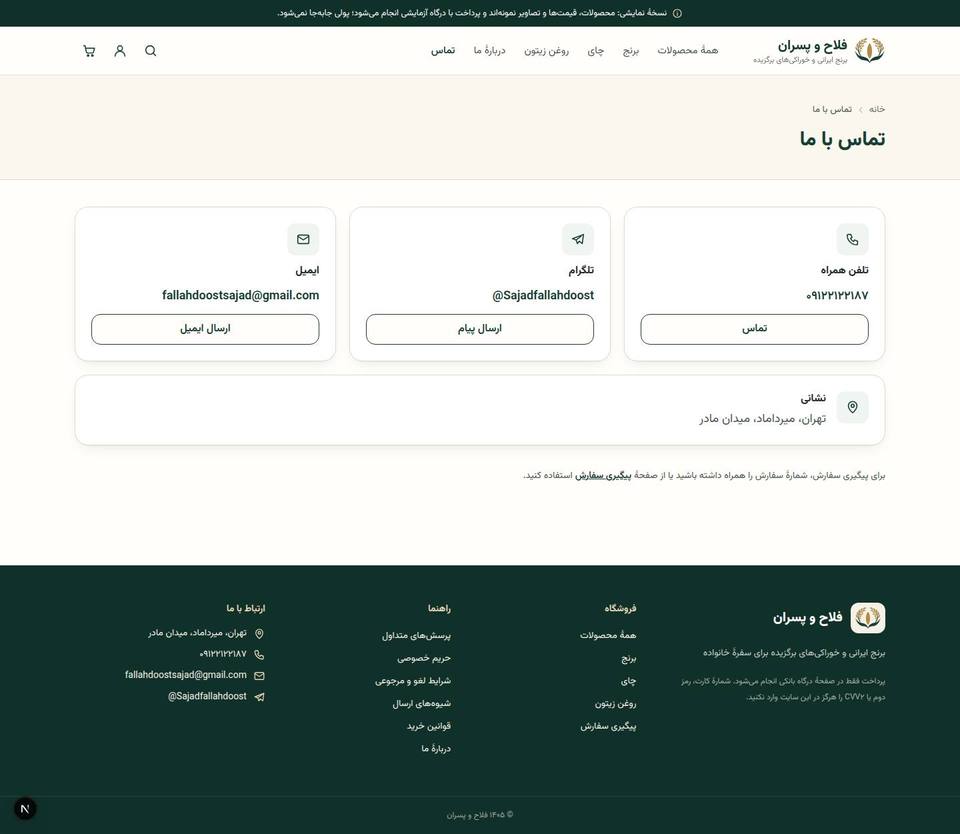 نسخهٔ نمایشی: محصولات، قیمت‌ها و تصاویر نمونه‌اند و پرداخت با درگاه آزمایشی انجام می‌شود؛ پولی جابه‌جا نمی‌شود.
فلاح و پسران
برنج ایرانی و خوراکی‌های برگزیده
همهٔ محصولات
برنج
چای
روغن زیتون
دربارهٔ ما
تماس
خانه
تماس با ما
تماس با ما
تلفن همراه
۰۹۱۲۲۱۲۲۱۸۷
تماس
تلگرام
@Sajadfallahdoost
ارسال پیام
ایمیل
fallahdoostsajad@gmail.com
ارسال ایمیل
نشانی
تهران، میرداماد، میدان مادر
برای پیگیری سفارش، شمارهٔ سفارش را همراه داشته باشید یا از صفحهٔ پیگیری سفارش استفاده کنید.
فلاح و پسران
برنج ایرانی و خوراکی‌های برگزیده برای سفرهٔ خانواده
پرداخت فقط در صفحهٔ درگاه بانکی انجام می‌شود. شمارهٔ کارت، رمز
دوم یا CVV۲ را هرگز در این سایت وارد نکنید.
فروشگاه
همهٔ محصولات
برنج
چای
روغن زیتون
پیگیری سفارش
راهنما
پرسش‌های متداول
حریم خصوصی
شرایط لغو و مرجوعی
شیوه‌های ارسال
قوانین خرید
دربارهٔ ما
ارتباط با ما
تهران، میرداماد، میدان مادر
۰۹۱۲۲۱۲۲۱۸۷
fallahdoostsajad@gmail.com
@Sajadfallahdoost
© ۱۴۰۵ فلاح و پسران
N